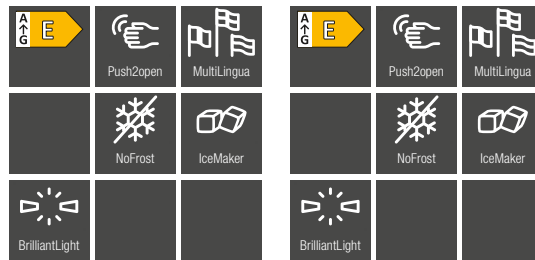 A
G
E
Push2open
MultiLingua
NoFrost
IceMaker
BrilliantLight
A
G
E
Push2open
MultiLingua
NoFrost
IceMaker
BrilliantLight